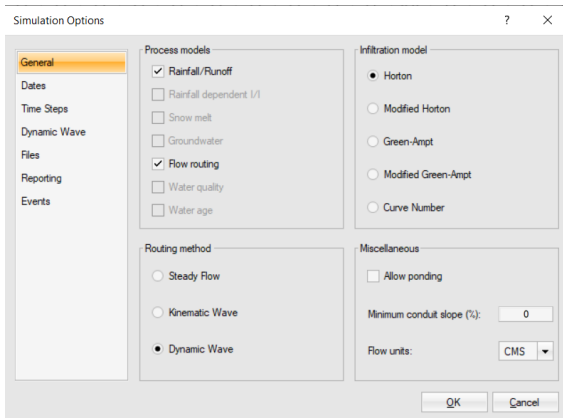 Simulation Options
?
General
Dates
Time Steps
Dynamic Wave
Files
Reporting
Events
Process models
Rainfall/Runoff
Rainfall dependent I/I
Snow melt
Groundwater
Flow routing
Water quality
Water age
Infiltration model
Horton
Modified Horton
Green-Ampt
Modified Green-Ampt
Curve Number
Routing method
Steady Flow
Kinematic Wave
Dynamic Wave
Miscellaneous
Allow ponding
Minimum conduit slope (%): 0
Flow units: CMS
OK Cancel